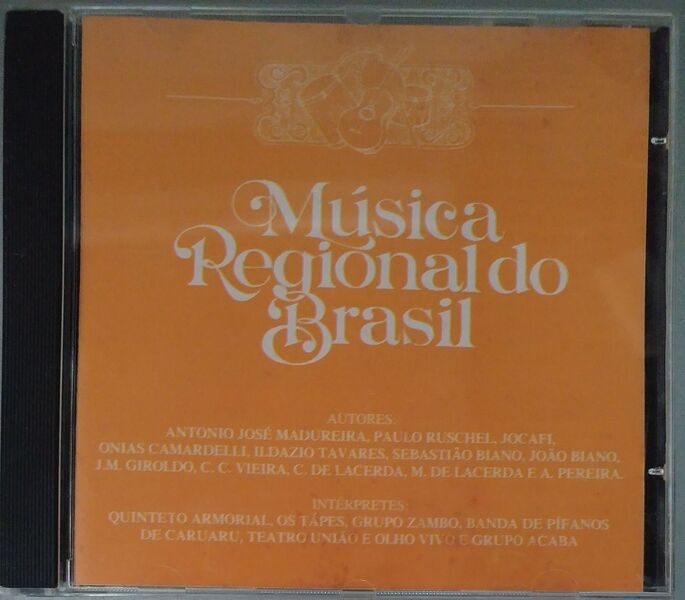 Música
Regional do
Brasil
AUTORES:
ANTONIO JOSÉ MADUREIRA, PAULO RUSCHEL, JOCAFI,
ONIAS CAMARDELLI, ILDAZIO TAVARES, SEBASTIÃO BIANO, JOÃO BIANO,
J.M. GIROLDO, C. C. VIEIRA, C. DE LACERDA, M. DE LACERDA E A. PEREIRA.
INTÉRPRETES:
QUINTETO ARMORIAL, OS TÁPES, GRUPO ZAMBO, BANDA DE PÍFANOS
DE CARUARU, TEATRO UNIÃO E OLHO VIVO E GRUPO ACABA